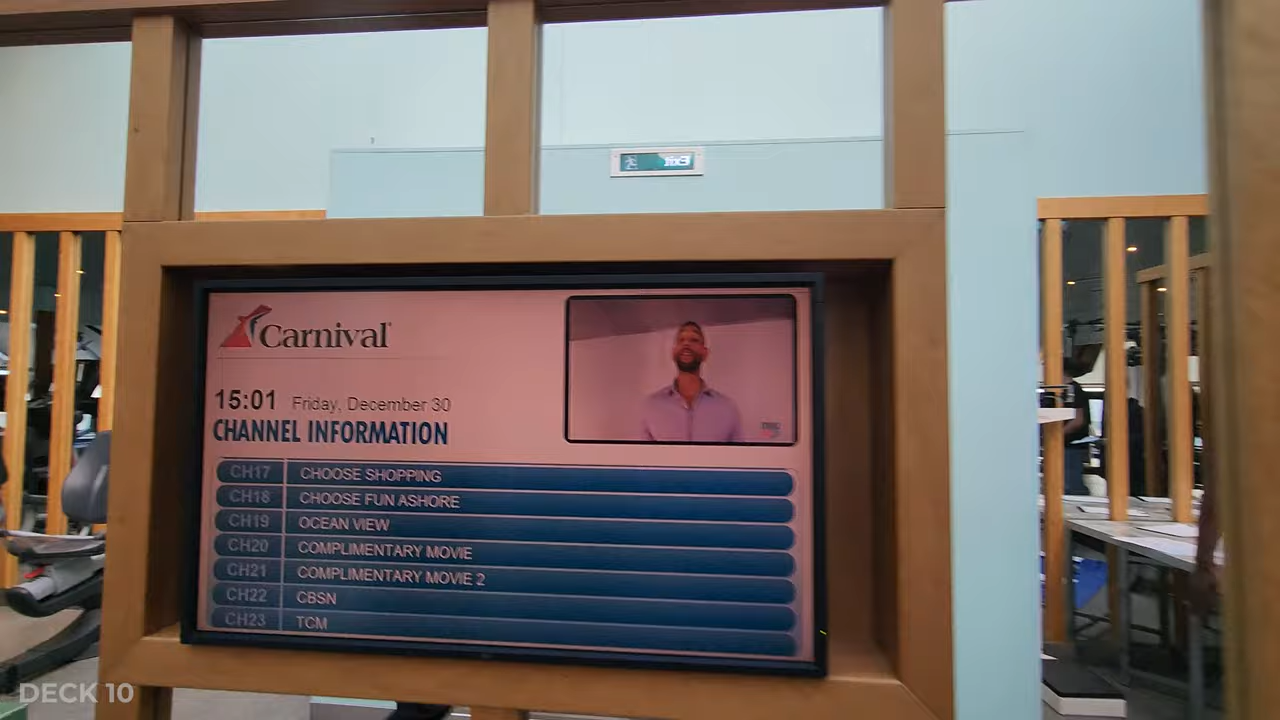 Exit
Carnival
15:01 Friday, December 30
CHANNEL INFORMATION
CH17 CHOOSE SHOPPING
CH18 CHOOSE FUN ASHORE
CH19 OCEAN VIEW
CH20 COMPLIMENTARY MOVIE
CH21 COMPLIMENTARY MOVIE 2
CH22 CBSN
CH23 TCM
DECK 10